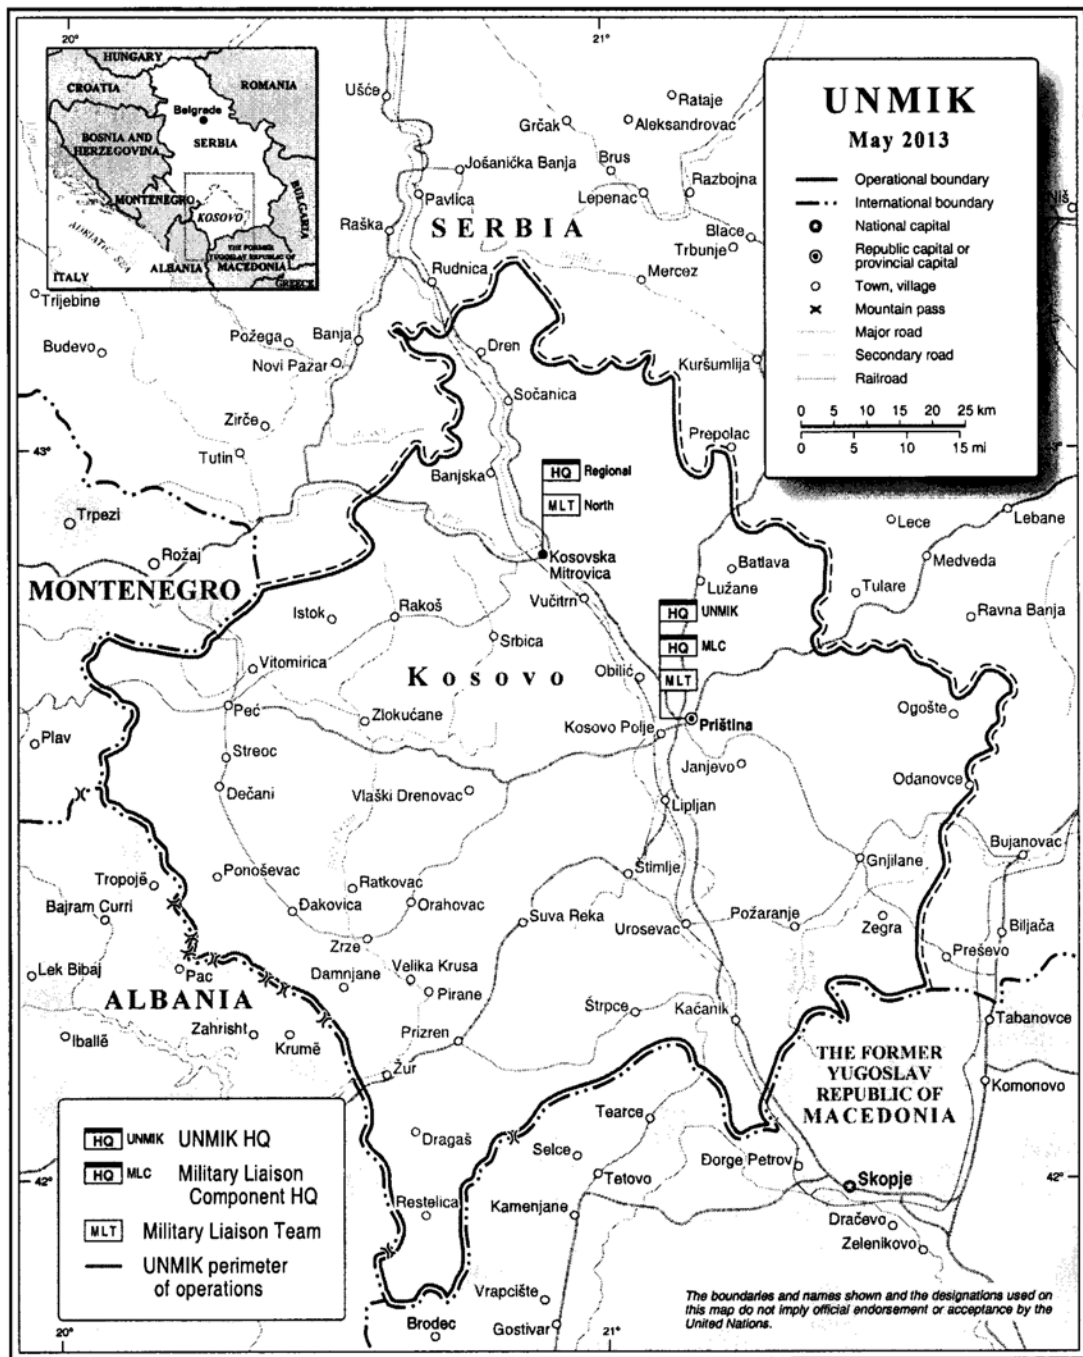 20°
21°
HUNGARY
CROATIA
ROMANIA
Belgrade
BOSNIA AND
HERZEGOVINA
SERBIA
MONTENEGRO
KOSOVO
BULGARIA
ADRIATIC SEA
ITALY
ALBANIA
THE FORMER
YUGOSLAV REPUBLIC OF
MACEDONIA
GREECE
UNMIK
May 2013
Operational boundary
International boundary
National capital
Republic capital or
provincial capital
Town, village
Mountain pass
Major road
Secondary road
Railroad
0 5 10 15 20 25 km
0 5 10 15 mi
Ušće
Rataje
Grčak
Aleksandrovac
Jošanička Banja
Brus
Pavlica
Lepenac
Razbojna
Niš
Raška
SERBIA
Blace
Trbunje
Rudnica
Mercez
Trijebine
Požega
Banja
Budevo
Novi Pazar
Dren
Kuršumlija
Sočanica
Zirče
Prepolac
43°
43°
Tutin
Banjska
HQ Regional
MLT North
Trpezi
Lece
Lebane
Rožaj
Kosovska
Mitrovica
Batlava
Medveda
MONTENEGRO
Lužane
Tulare
Vučitrn
Istok
Rakoš
HQ UNMIK
Ravna Banja
Srbica
HQ MLC
Vitomirica
Kosovo
Obilić
MLT
Peć
Zlokućane
Kosovo Polje
Priština
Ogošte
Plav
Streoc
Janjevo
Dečani
Vlaški Drenovac
Odanovce
Lipljan
Bujanovac
Gnjilane
Štimlje
Tropojë
Ponoševac
Ratkovac
Bajram Curri
Đakovica
Orahovac
Suva Reka
Urosevac
Požaranje
Zegra
Biljača
Zrze
Preševo
Lek Bibaj
Pac
Damnjane
Velika Krusa
ALBANIA
Pirane
Štrpce
Kaćanik
Tabanovce
Iballë
Zahrisht
Krumë
Prizren
THE FORMER
YUGOSLAV
REPUBLIC OF
MACEDONIA
Žur
Komonovo
HQ UNMIK UNMIK HQ
Tearce
Dragaš
HQ MLC Military Liaison
Component HQ
Selce
Đorge Petrov
42°
Tetovo
Skopje
42°
Restelica
Kamenjane
MLT Military Liaison Team
Dračevo
Zelenikovo
UNMIK perimeter
of operations
Vrapcište
The boundaries and names shown and the designations used on
this map do not imply official endorsement or acceptance by the
United Nations.
Brodec
Gostivar
20°
21°